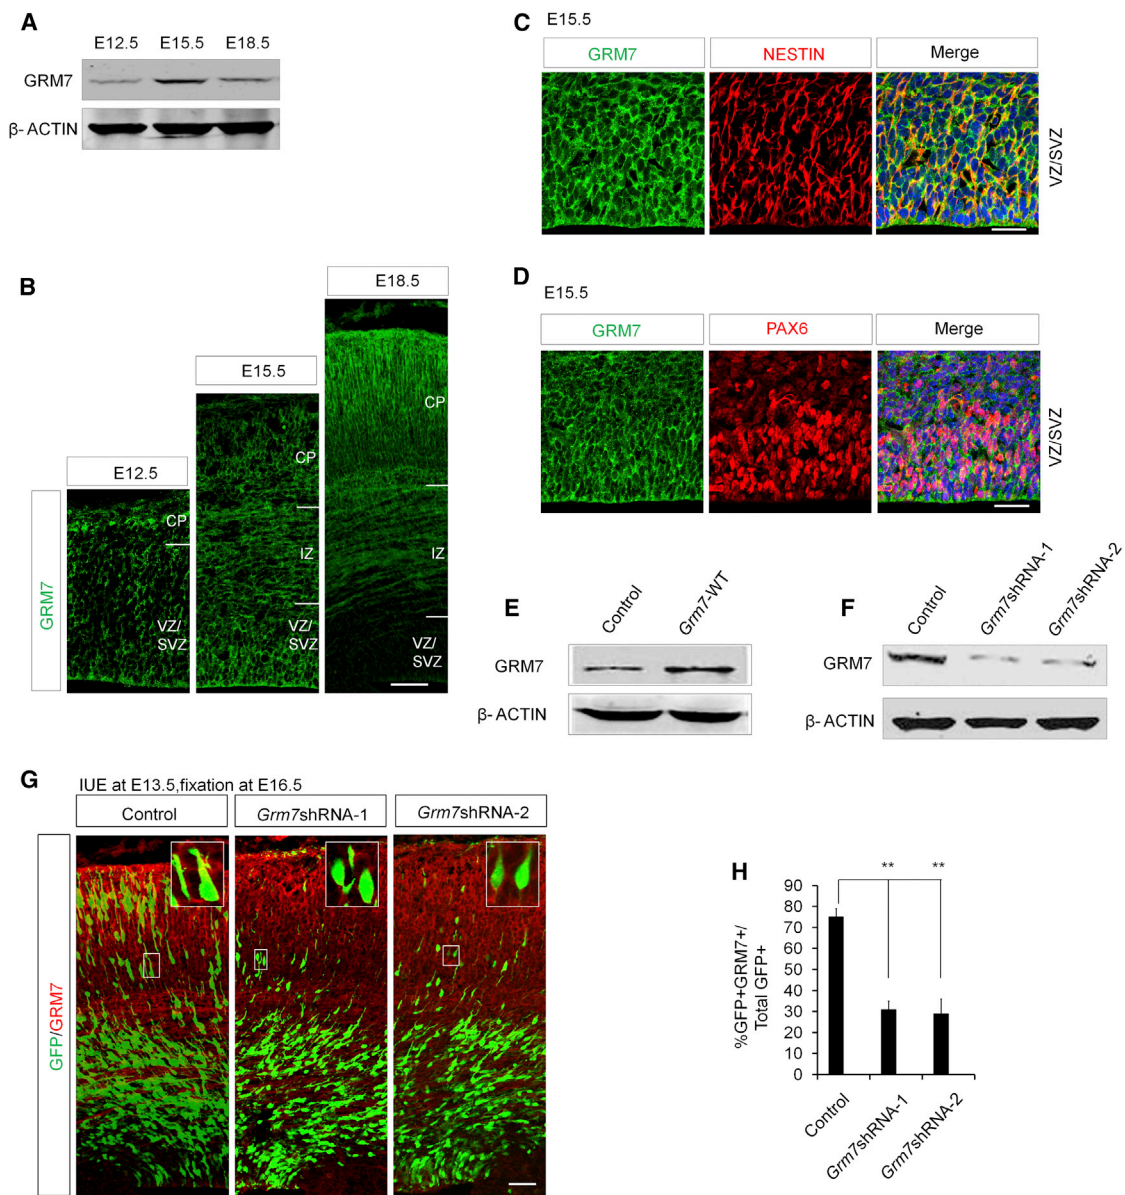 A
E12.5 E15.5 E18.5
GRM7
β- ACTIN
B
E12.5
E15.5
E18.5
GRM7
CP
VZ/
SVZ
CP
IZ
VZ/
SVZ
CP
IZ
VZ/
SVZ
C
E15.5
GRM7 NESTIN Merge
VZ/SVZ
D
E15.5
GRM7 PAX6 Merge
VZ/SVZ
E
Control Grm7-WT
GRM7
β- ACTIN
F
Control Grm7shRNA-1 Grm7shRNA-2
GRM7
β- ACTIN
G
IUE at E13.5,fixation at E16.5
Control Grm7shRNA-1 Grm7shRNA-2
GFP/GRM7
H
** **
%GFP+GRM7+/
Total GFP+
90
80
70
60
50
40
30
20
10
0
Control Grm7shRNA-1 Grm7shRNA-2